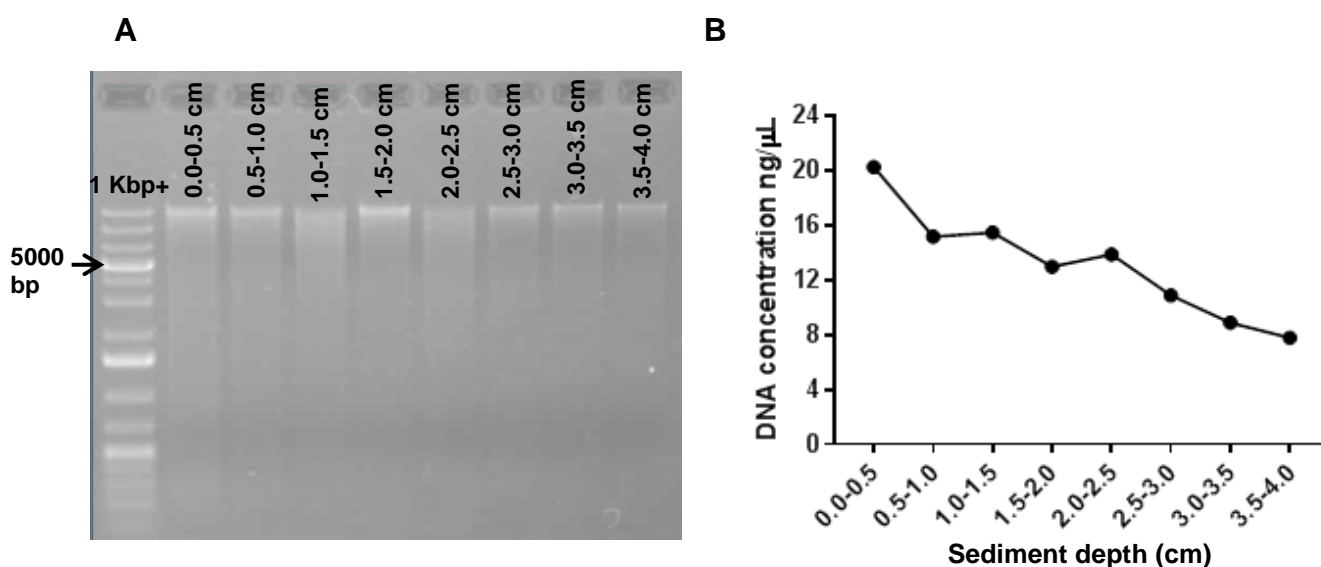 A
B
0.0-0.5 cm
0.5-1.0 cm
1.0-1.5 cm
1.5-2.0 cm
2.0-2.5 cm
2.5-3.0 cm
3.0-3.5 cm
3.5-4.0 cm
1 Kbp+
5000
bp
DNA concentration ng/μL
24
20
16
12
8
4
0
0.0-0.5
0.5-1.0
1.0-1.5
1.5-2.0
2.0-2.5
2.5-3.0
3.0-3.5
3.5-4.0
Sediment depth (cm)